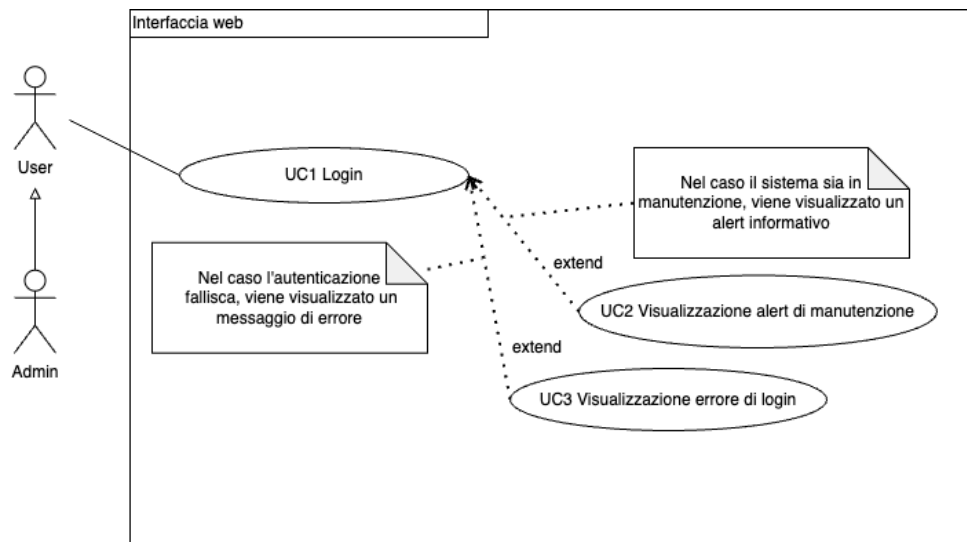 Interfaccia web
User
UC1 Login
Nel caso il sistema sia in
manutenzione, viene visualizzato un
alert informativo
Nel caso l'autenticazione
fallisca, viene visualizzato un
messaggio di errore
extend
UC2 Visualizzazione alert di manutenzione
extend
Admin
UC3 Visualizzazione errore di login